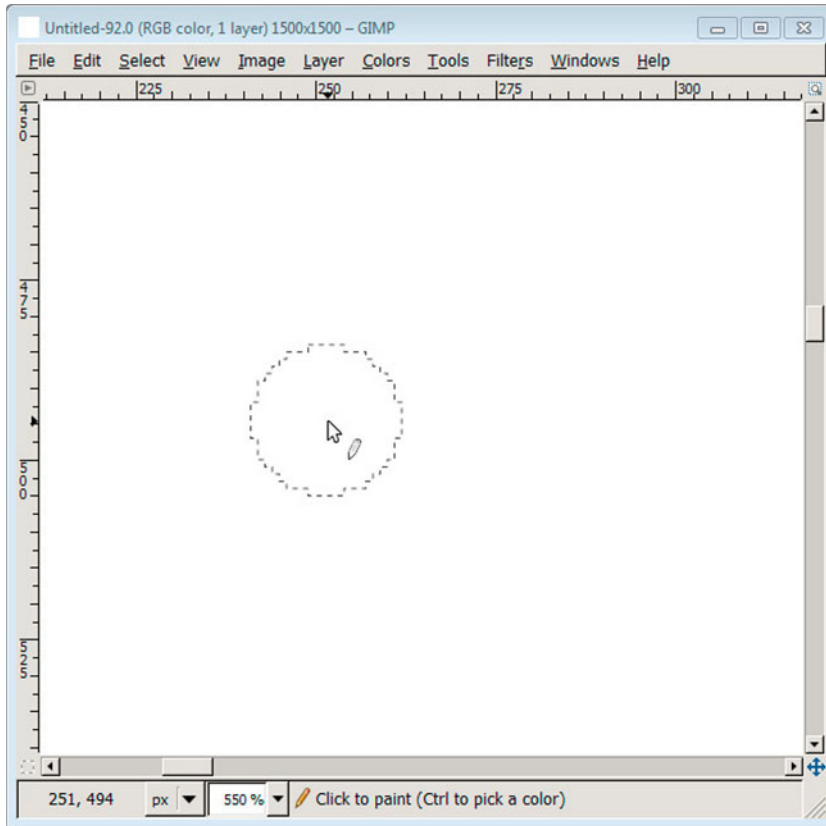 Untitled-92.0 (RGB color, 1 layer) 1500x1500 – GIMP
File Edit Select View Image Layer Colors Tools Filters Windows Help
225 250 275 300
450
475
500
525
251, 494 px 550 % Click to paint (Ctrl to pick a color)